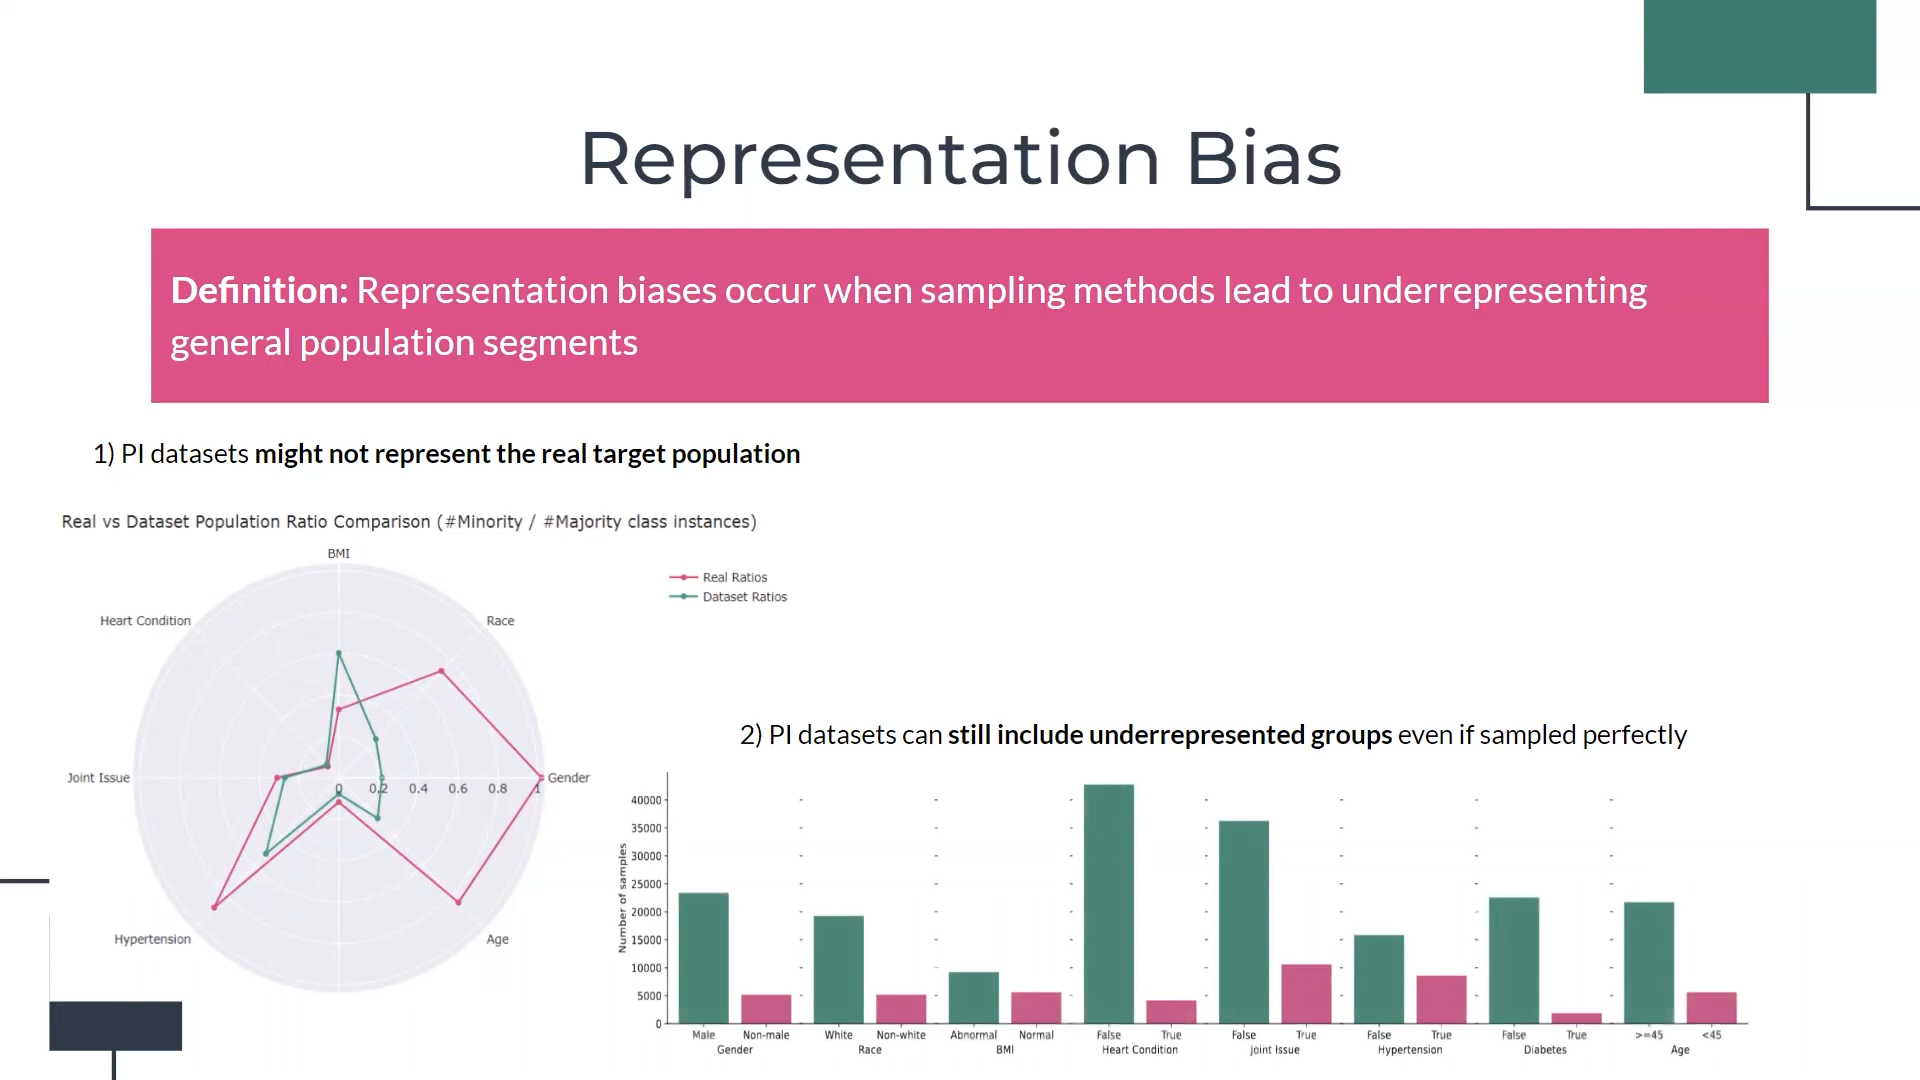 Representation Bias
Definition: Representation biases occur when sampling methods lead to underrepresenting
general population segments
1) PI datasets might not represent the real target population
Real vs Dataset Population Ratio Comparison (#Minority / #Majority class instances)
BMI
Real Ratios
Dataset Ratios
Heart Condition
Race
Joint Issue
0 0.2 0.4 0.6 0.8 1
Gender
Hypertension
Age
2) PI datasets can still include underrepresented groups even if sampled perfectly
Number of samples
40000
35000
30000
25000
20000
15000
10000
5000
0
Male Non-male White Non-white Abnormal Normal False True False True False True False True >=45 <45
Gender Race BMI Heart Condition Joint Issue Hypertension Diabetes Age